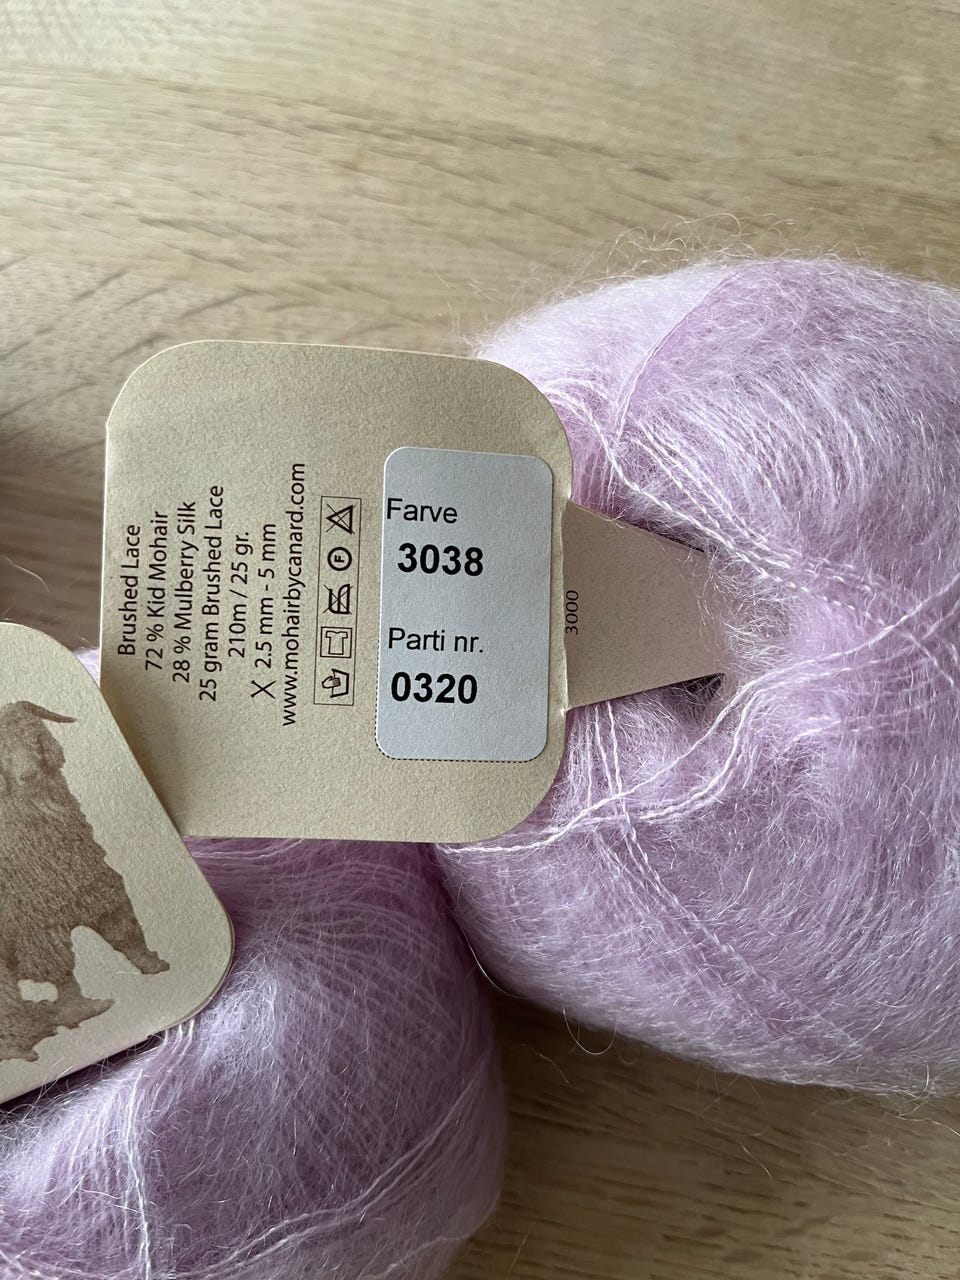 Brushed Lace
72 % Kid Mohair
28 % Mulberry Silk
25 gram Brushed Lace
210m / 25 gr.
X 2.5 mm - 5 mm
www.mohairbycanard.com
F
Farve
3038
Parti nr.
0320
3000